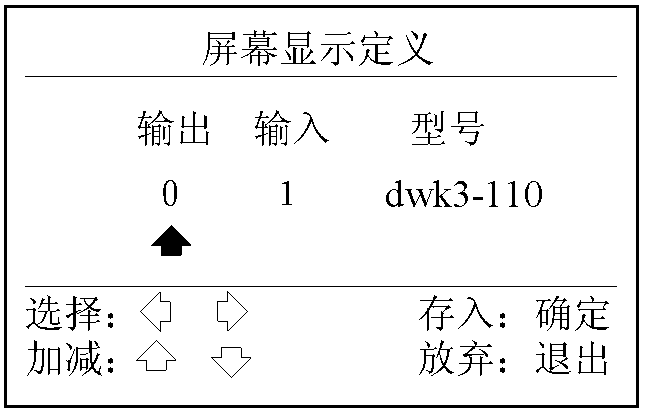 屏幕显示定义
输出 输入 型号
0 1 dwk3-110
选择： 存入：确定
加减： 放弃：退出